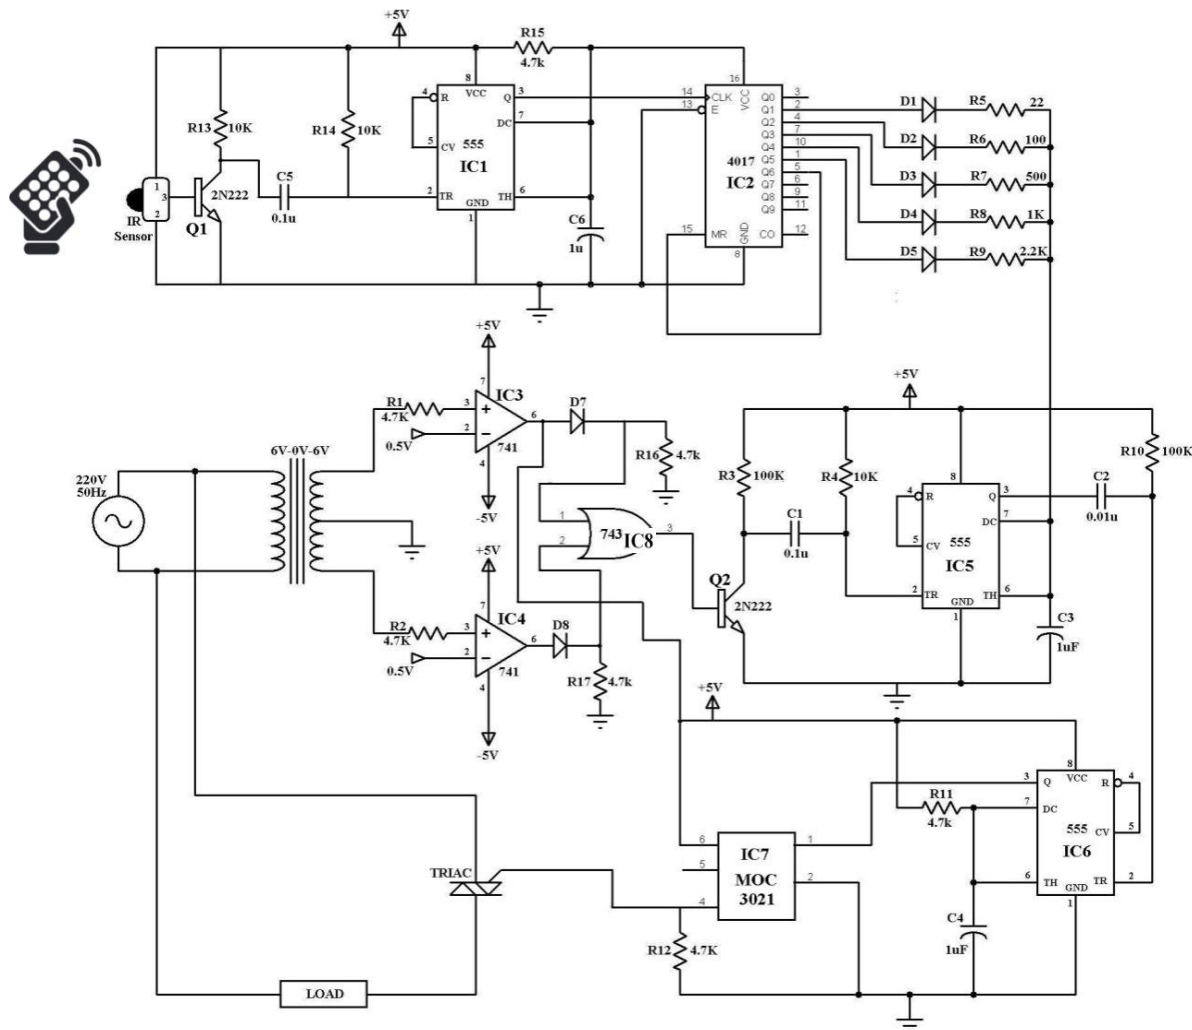 +5V
R15
4.7k
R13
10K
R14
10K
4
R
8
VCC
Q
3
DC
7
5
CV
555
IC1
2
TR
GND
1
TH
6
C5
0.1u
1
3
2
IR
Sensor
2N222
Q1
C6
1u
16
VCC
14
CLK
13
E
4017
IC2
15
MR
GND
8
Q0
3
Q1
2
Q2
4
Q3
7
Q4
10
Q5
1
Q6
5
Q7
6
Q8
9
Q9
11
CO
12
D1
R5
22
D2
R6
100
D3
R7
500
D4
R8
1K
D5
R9
2.2K
+5V
7
IC3
R1
4.7K
3
+
2
-
0.5V
6
741
4
-5V
D7
R16
4.7k
220V
50Hz
6V-0V-6V
1
2
743
IC8
3
+5V
7
IC4
R2
4.7K
3
+
2
-
0.5V
6
741
4
-5V
D8
R17
4.7k
+5V
R3
100K
R4
10K
C1
0.1u
Q2
2N222
8
4
R
Q
3
DC
7
5
CV
555
IC5
2
TR
GND
1
TH
6
C2
0.01u
R10
100K
C3
1uF
+5V
8
VCC
3
Q
R
4
7
DC
555
CV
5
IC6
6
TH
GND
TR
2
1
R11
4.7k
C4
1uF
6
5
4
IC7
MOC
3021
1
2
TRIAC
R12
4.7K
LOAD